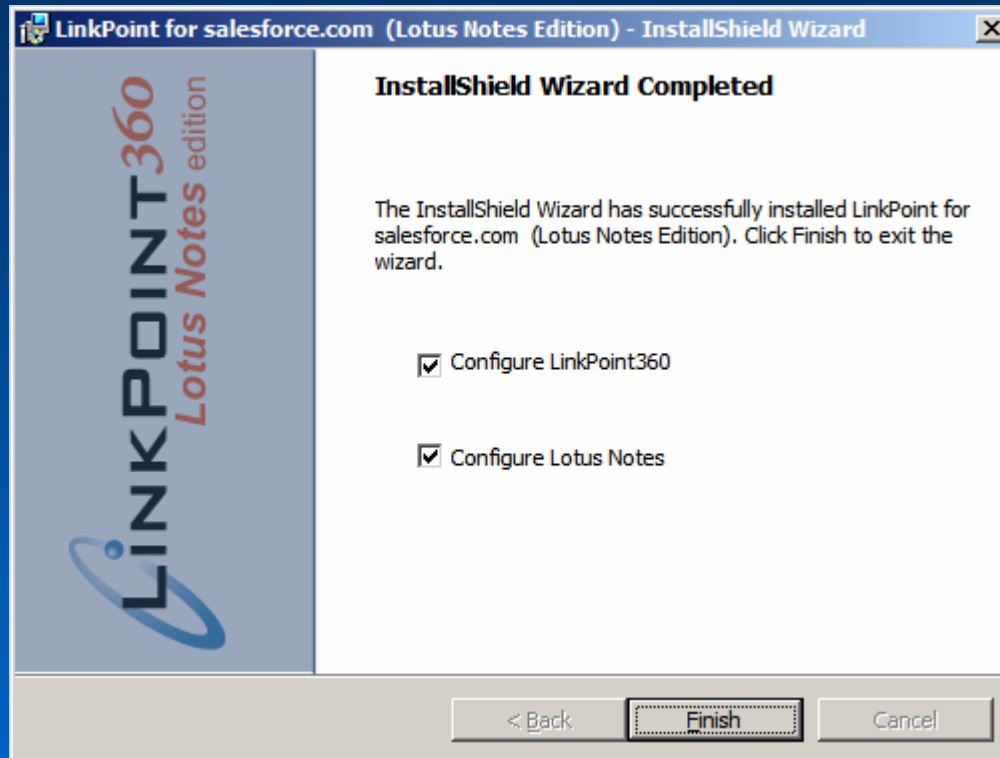 LinkPoint for salesforce.com (Lotus Notes Edition) - InstallShield Wizard
LINKPOINT360
Lotus Notes edition
InstallShield Wizard Completed
The InstallShield Wizard has successfully installed LinkPoint for
salesforce.com (Lotus Notes Edition). Click Finish to exit the
wizard.
Configure LinkPoint360
Configure Lotus Notes
< Back
Finish
Cancel